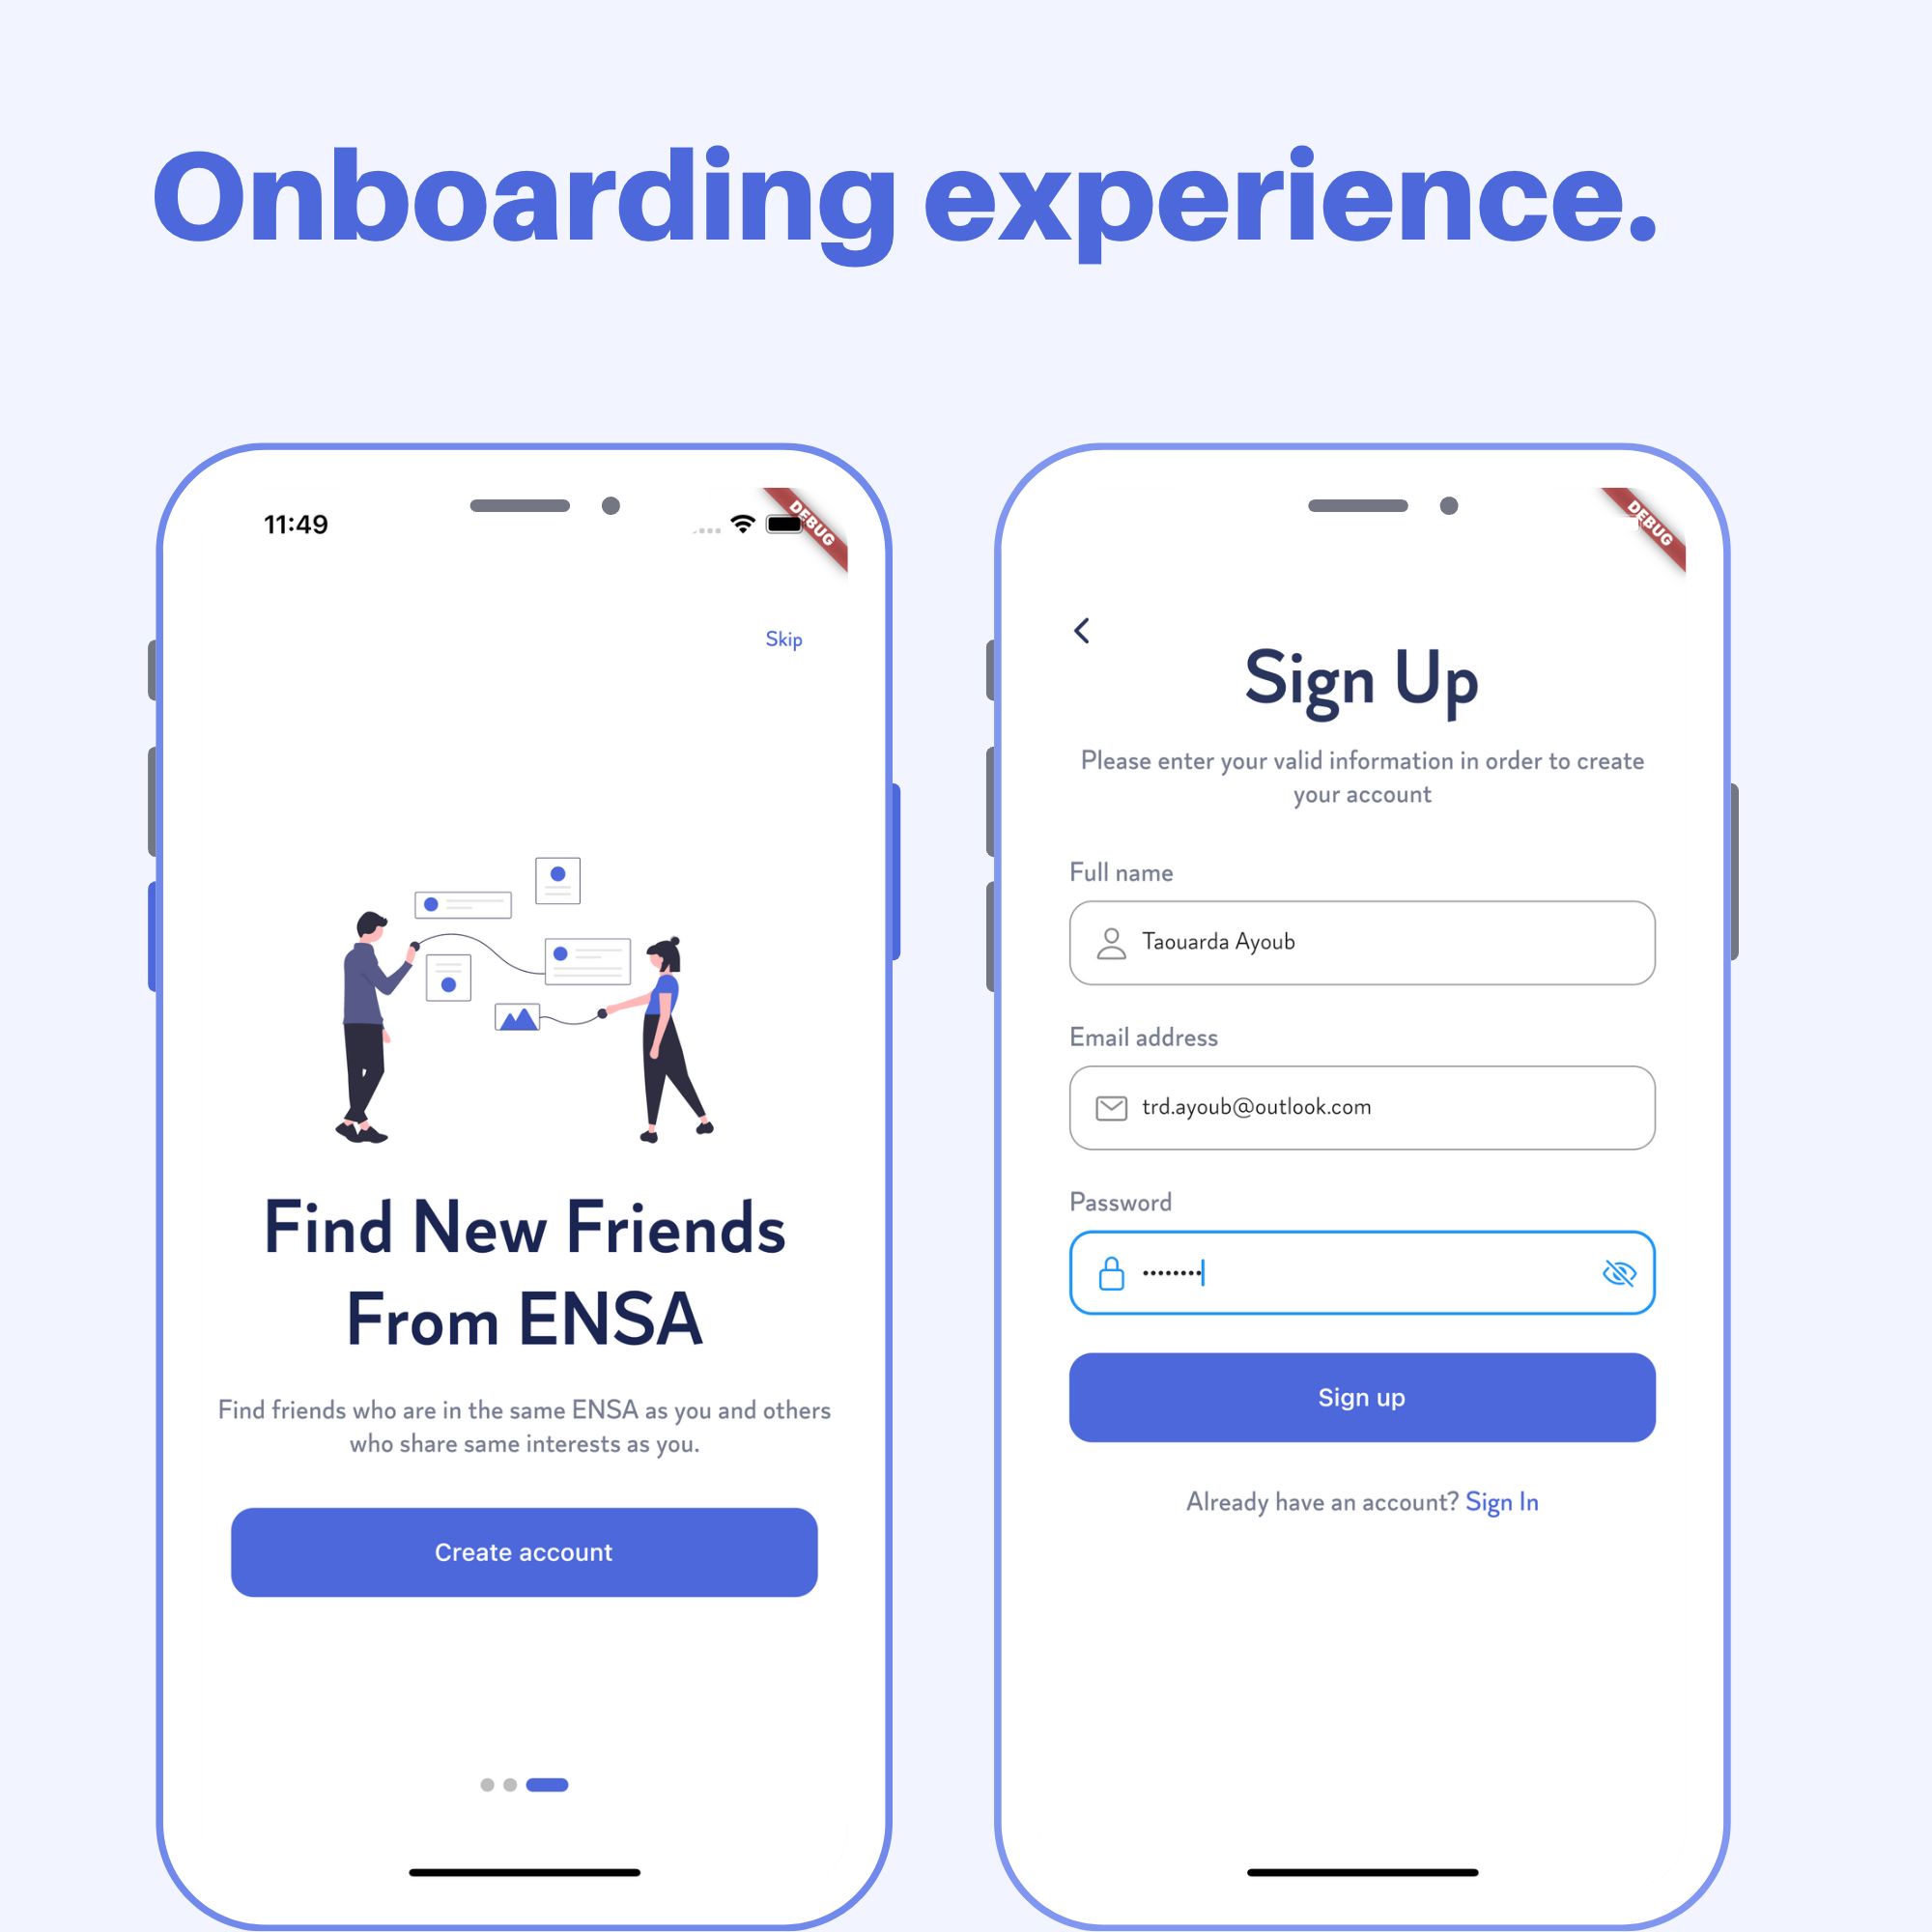 Onboarding experience.
11:49
DEBUG
Skip
Find New Friends
From ENSA
Find friends who are in the same ENSA as you and others
who share same interests as you.
Create account
DEBUG
Sign Up
Please enter your valid information in order to create
your account
Full name
Taouarda Ayoub
Email address
trd.ayoub@outlook.com
Password
••••••••
Sign up
Already have an account? Sign In